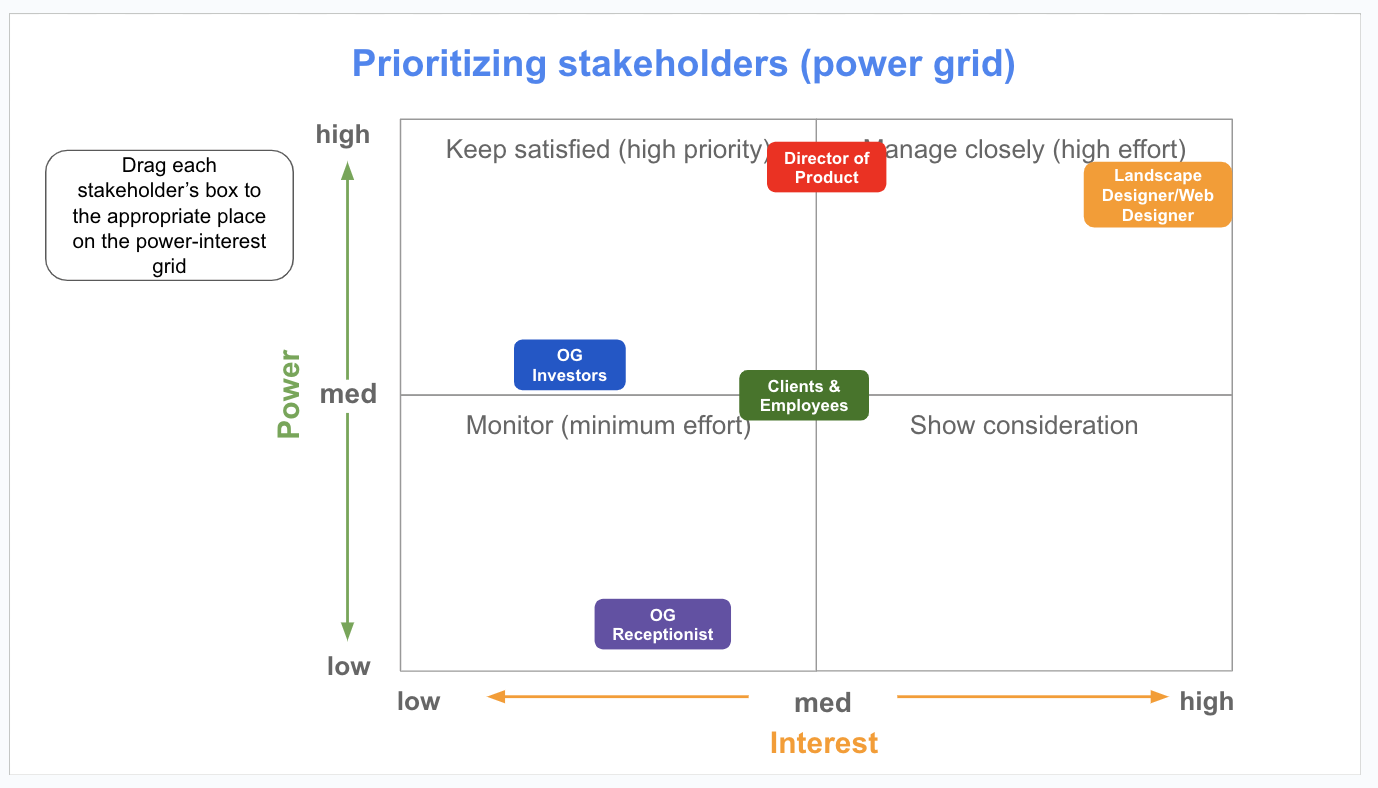 Prioritizing stakeholders (power grid)
Drag each
stakeholder’s box to
the appropriate place
on the power-interest
grid
high
Keep satisfied (high priority)
Director of
Product
anage closely (high effort)
Landscape
Designer/Web
Designer
Power
med
OG
Investors
Clients &
Employees
Monitor (minimum effort)
Show consideration
OG
Receptionist
low
low
med
high
Interest